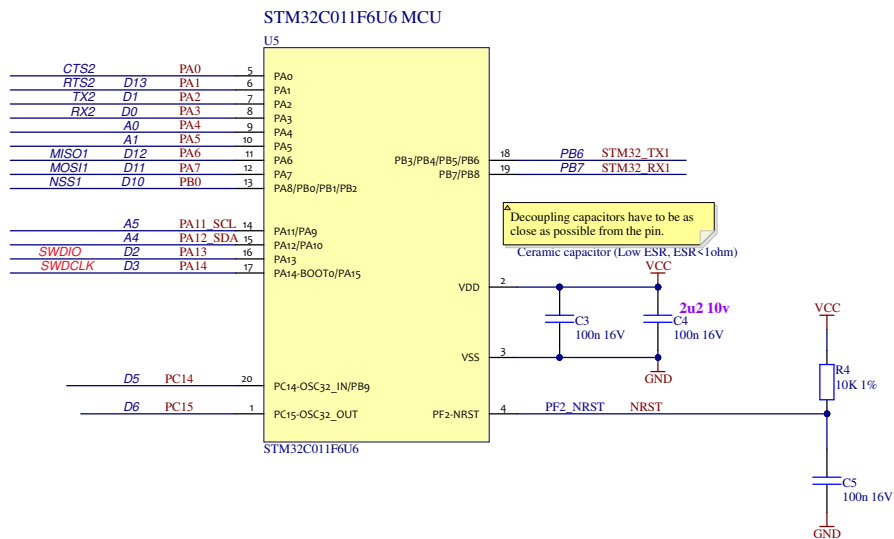 STM32C011F6U6 MCU
U5
CTS2 PA0 5 PA0
RTS2 D13 PA1 6 PA1
TX2 D1 PA2 7 PA2
RX2 D0 PA3 8 PA3
A0 PA4 9 PA4
A1 PA5 10 PA5
MISO1 D12 PA6 11 PA6
MOSI1 D11 PA7 12 PA7
NSS1 D10 PB0 13 PA8/PB0/PB1/PB2
PB3/PB4/PB5/PB6 18 PB6 STM32_TX1
PB7/PB8 19 PB7 STM32_RX1
A5 PA11_SCL 14 PA11/PA9
A4 PA12_SDA 15 PA12/PA10
SWDIO D2 PA13 16 PA13
SWDCLK D3 PA14 17 PA14-BOOT0/PA15
Decoupling capacitors have to be as
close as possible from the pin.
Ceramic capacitor (Low ESR, ESR<1ohm)
VCC
VDD 2
2u2 10v
C3
100n 16V
C4
100n 16V
VSS 3
GND
VCC
R4
10K 1%
D5 PC14 20 PC14-OSC32_IN/PB9
D6 PC15 1 PC15-OSC32_OUT
PF2-NRST 4 PF2_NRST NRST
STM32C011F6U6
C5
100n 16V
GND